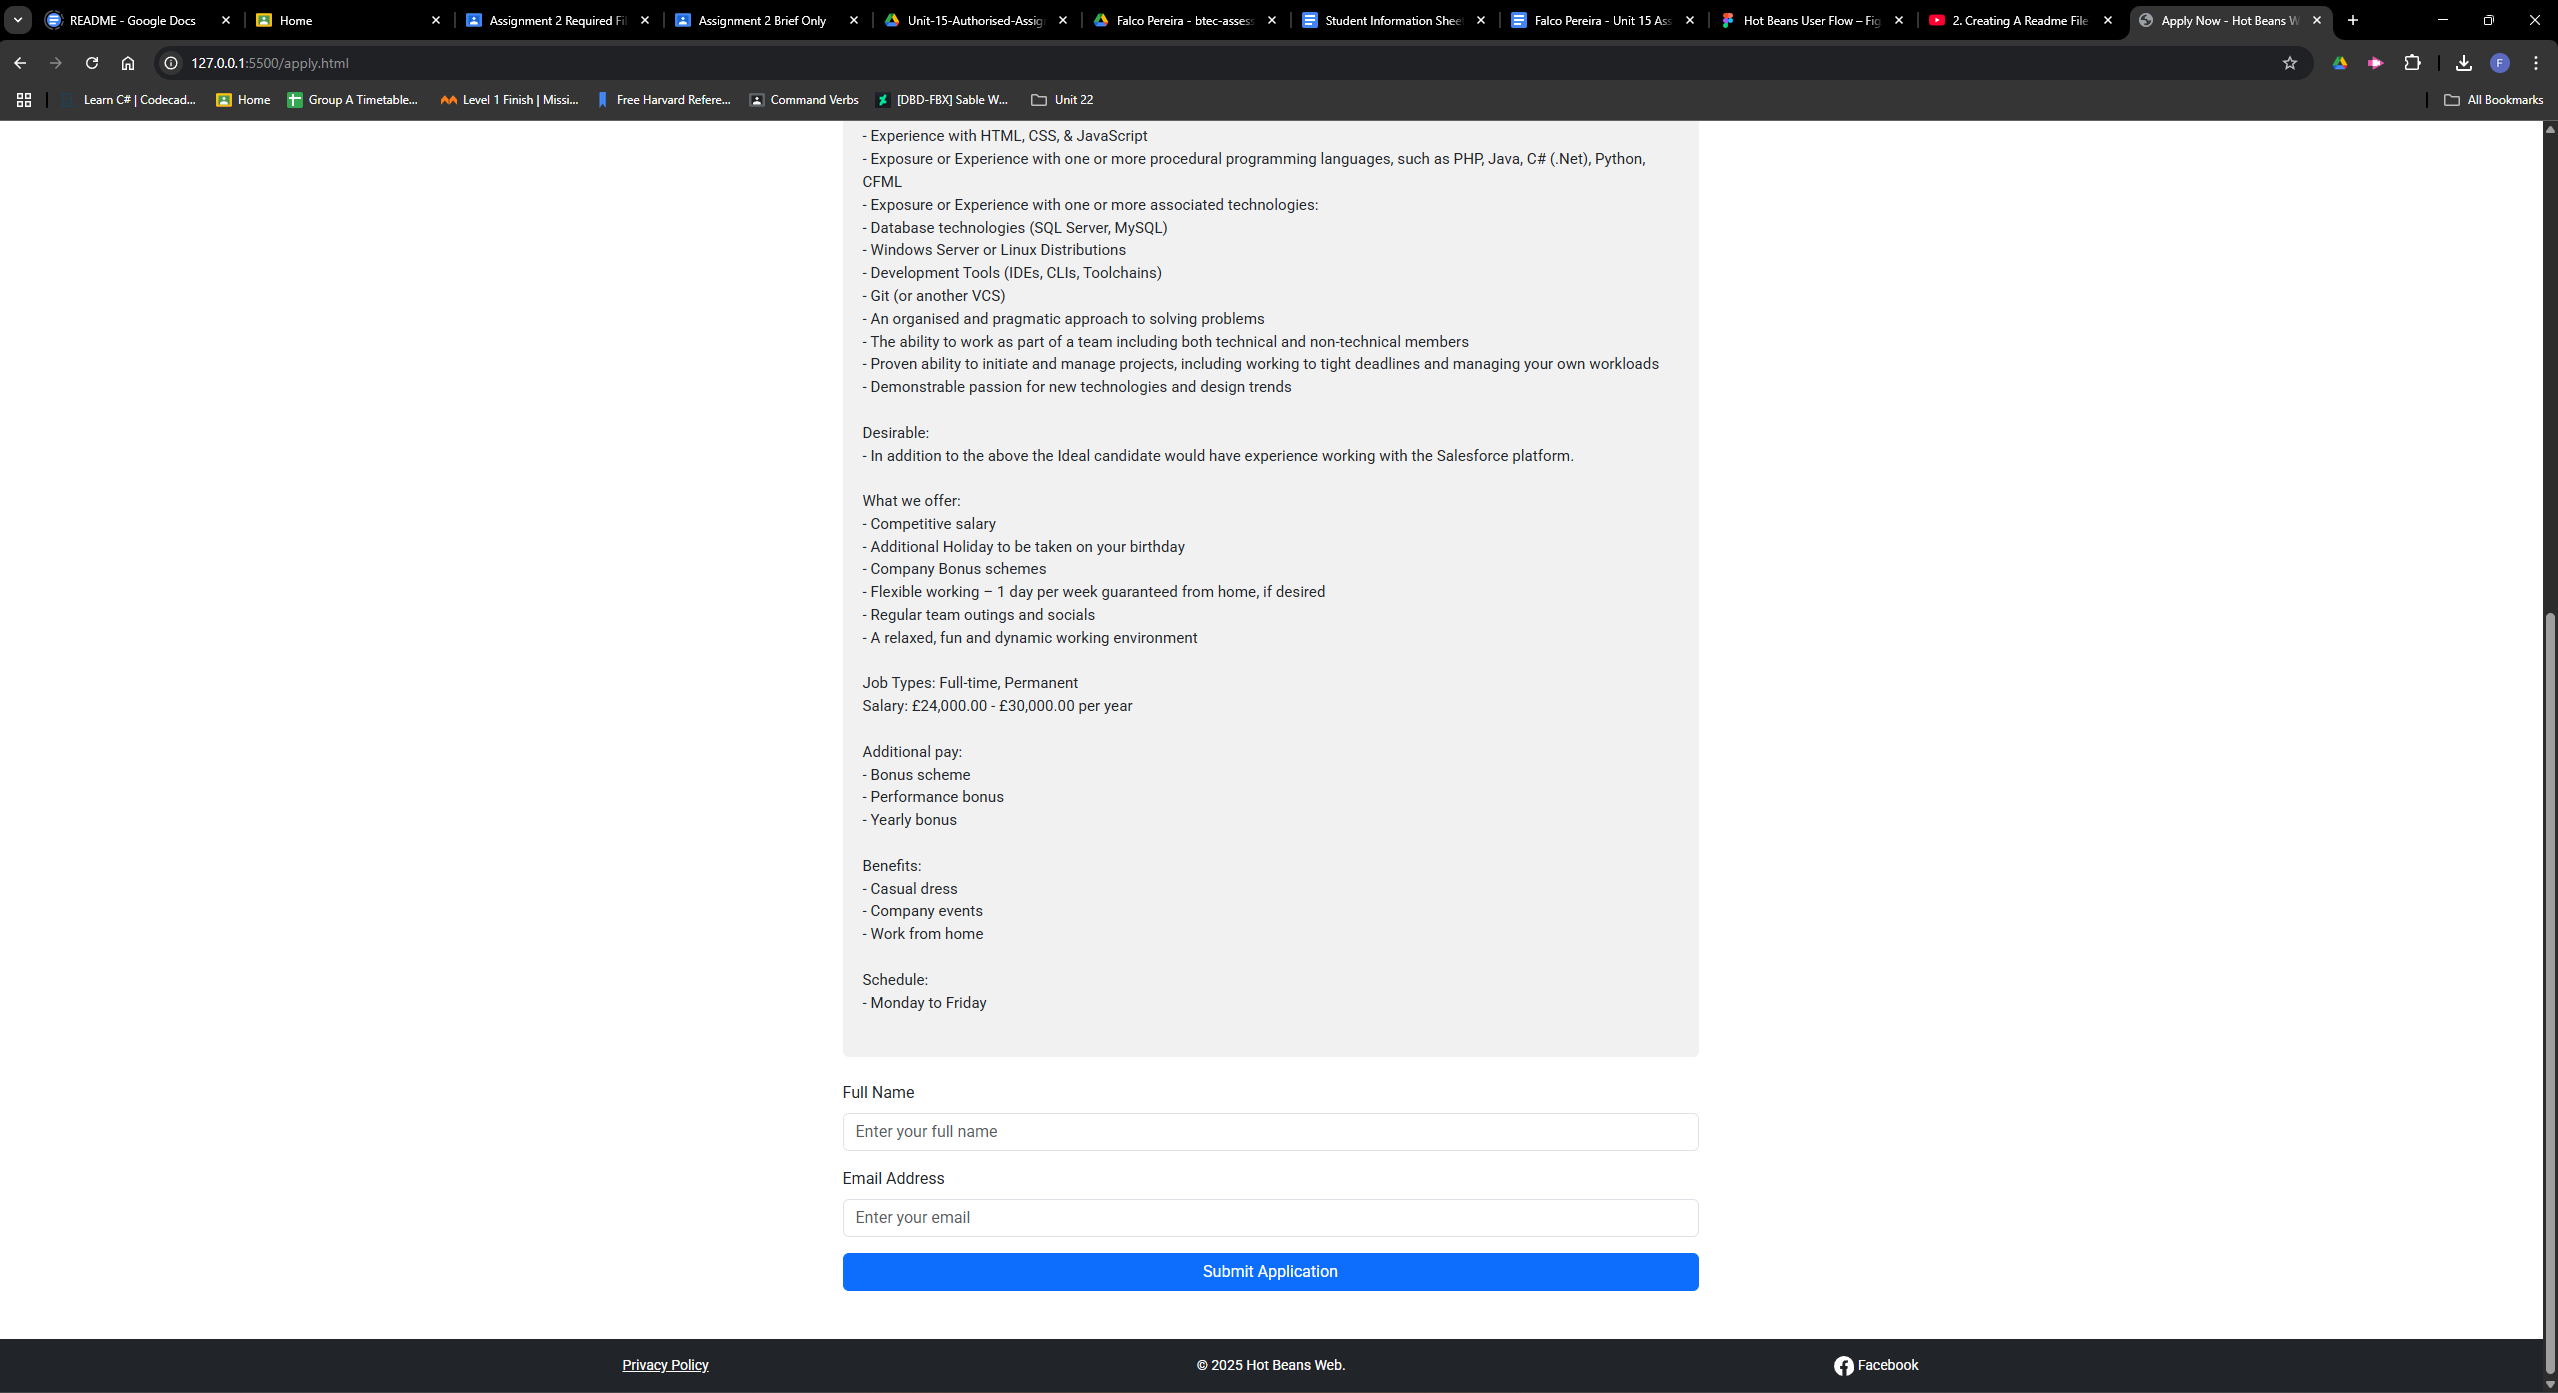 README - Google Docs
Home
Assignment 2 Required Fi
Assignment 2 Brief Only
Unit-15-Authorised-Assig
Falco Pereira - btec-assess
Student Information Shee
Falco Pereira - Unit 15 Ass
Hot Beans User Flow – Fig
2. Creating A Readme File
Apply Now - Hot Beans W
127.0.0.1:5500/apply.html
F
Learn C# | Codecad...
Home
Group A Timetable...
Level 1 Finish | Missi...
Free Harvard Refere...
Command Verbs
[DBD-FBX] Sable W...
Unit 22
All Bookmarks
- Experience with HTML, CSS, & JavaScript
- Exposure or Experience with one or more procedural programming languages, such as PHP, Java, C# (.Net), Python,
CFML
- Exposure or Experience with one or more associated technologies:
- Database technologies (SQL Server, MySQL)
- Windows Server or Linux Distributions
- Development Tools (IDEs, CLIs, Toolchains)
- Git (or another VCS)
- An organised and pragmatic approach to solving problems
- The ability to work as part of a team including both technical and non-technical members
- Proven ability to initiate and manage projects, including working to tight deadlines and managing your own workloads
- Demonstrable passion for new technologies and design trends
Desirable:
- In addition to the above the Ideal candidate would have experience working with the Salesforce platform.
What we offer:
- Competitive salary
- Additional Holiday to be taken on your birthday
- Company Bonus schemes
- Flexible working – 1 day per week guaranteed from home, if desired
- Regular team outings and socials
- A relaxed, fun and dynamic working environment
Job Types: Full-time, Permanent
Salary: £24,000.00 - £30,000.00 per year
Additional pay:
- Bonus scheme
- Performance bonus
- Yearly bonus
Benefits:
- Casual dress
- Company events
- Work from home
Schedule:
- Monday to Friday
Full Name
Enter your full name
Email Address
Enter your email
Submit Application
Privacy Policy
© 2025 Hot Beans Web.
Facebook